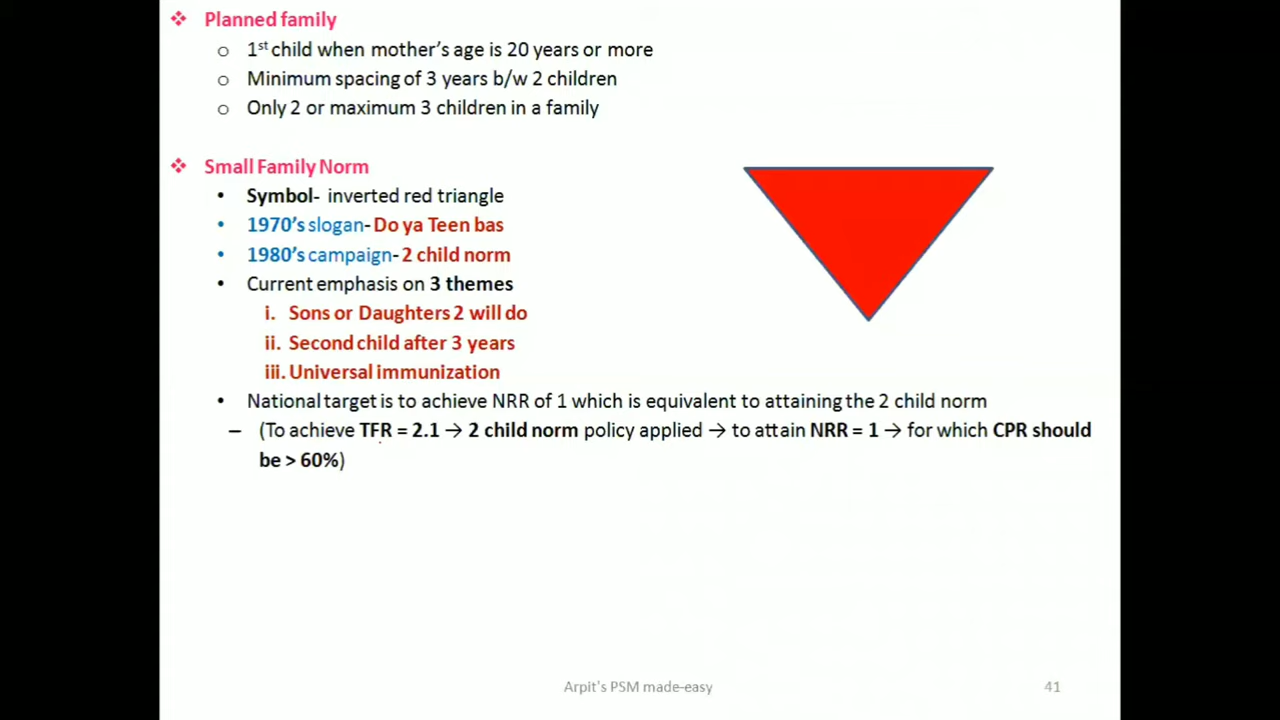 ❖ Planned family
o 1st child when mother's age is 20 years or more
o Minimum spacing of 3 years b/w 2 children
o Only 2 or maximum 3 children in a family
❖ Small Family Norm
• Symbol- inverted red triangle
• 1970's slogan- Do ya Teen bas
• 1980's campaign- 2 child norm
• Current emphasis on 3 themes
i. Sons or Daughters 2 will do
ii. Second child after 3 years
iii. Universal immunization
• National target is to achieve NRR of 1 which is equivalent to attaining the 2 child norm
– (To achieve TFR = 2.1 → 2 child norm policy applied → to attain NRR = 1 → for which CPR should
be > 60%)
Arpit's PSM made-easy
41